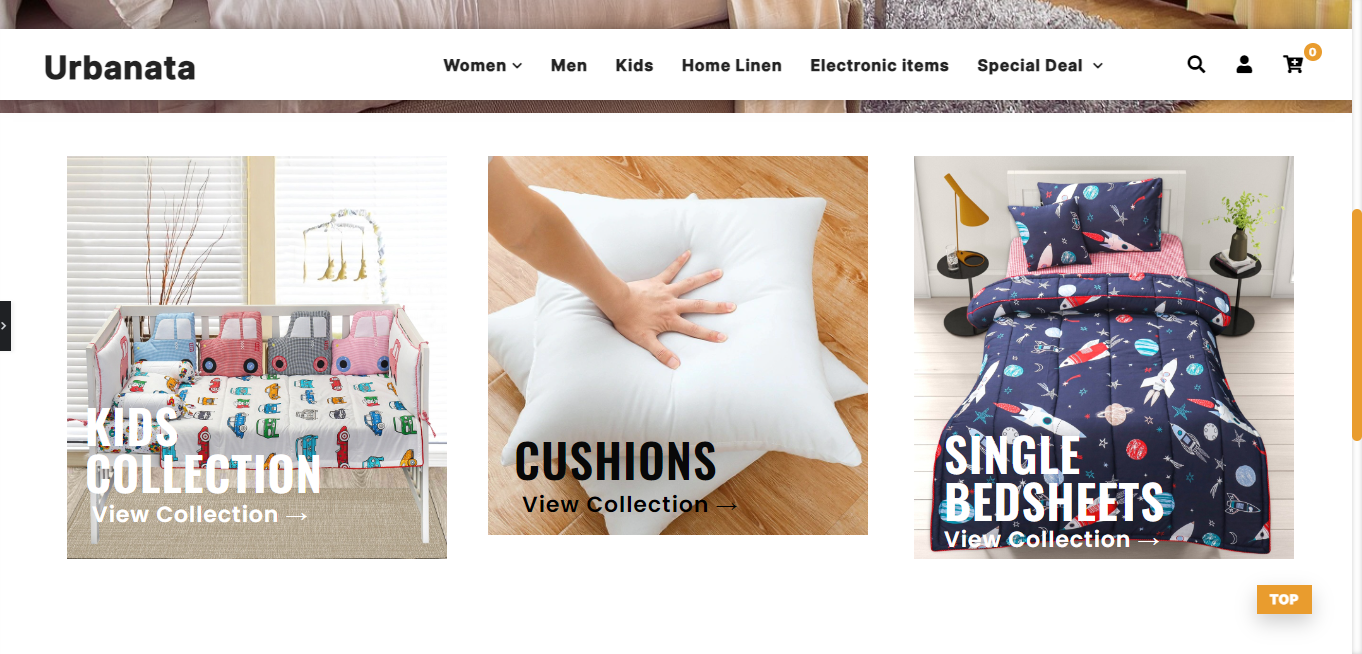 Urbanata
Women
Men
Kids
Home Linen
Electronic items
Special Deal
0
KIDS
COLLECTION
View Collection →
CUSHIONS
View Collection →
SINGLE
BEDSHEETS
View Collection →
TOP